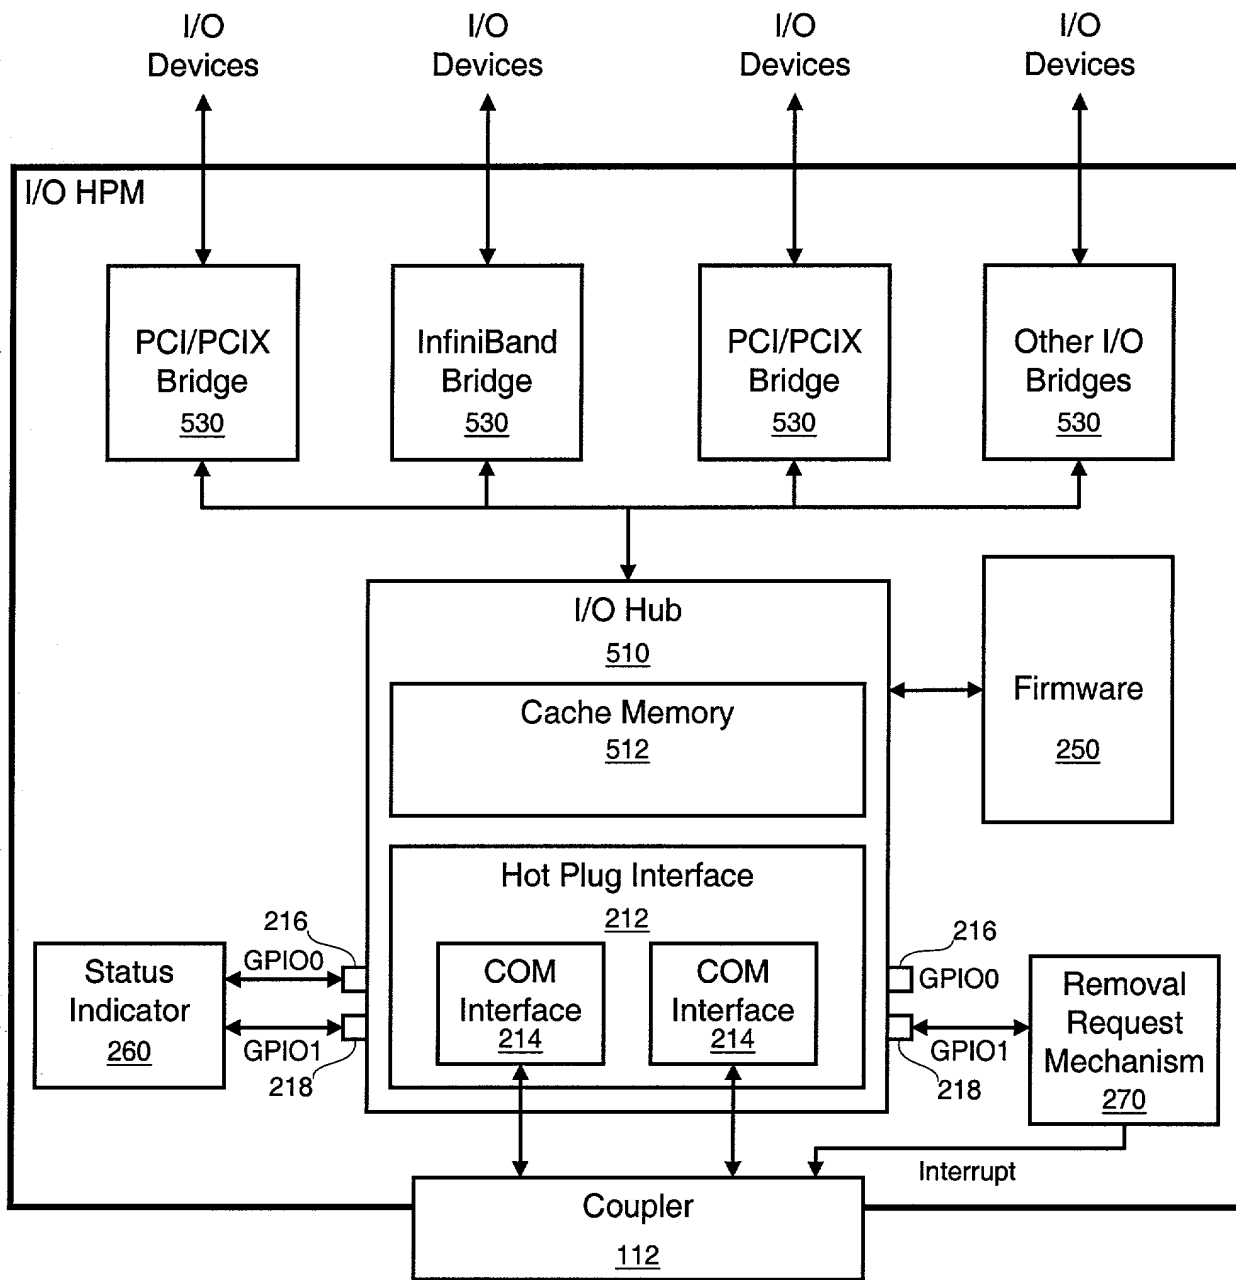 I/O
Devices
I/O
Devices
I/O
Devices
I/O
Devices
I/O HPM
PCI/PCIX
Bridge
530
InfiniBand
Bridge
530
PCI/PCIX
Bridge
530
Other I/O
Bridges
530
I/O Hub
510
Cache Memory
512
Firmware
250
Hot Plug Interface
212
COM
Interface
214
COM
Interface
214
216
GPIO0
GPIO1
218
Status
Indicator
260
216
GPIO0
GPIO1
218
Removal
Request
Mechanism
270
Interrupt
Coupler
112